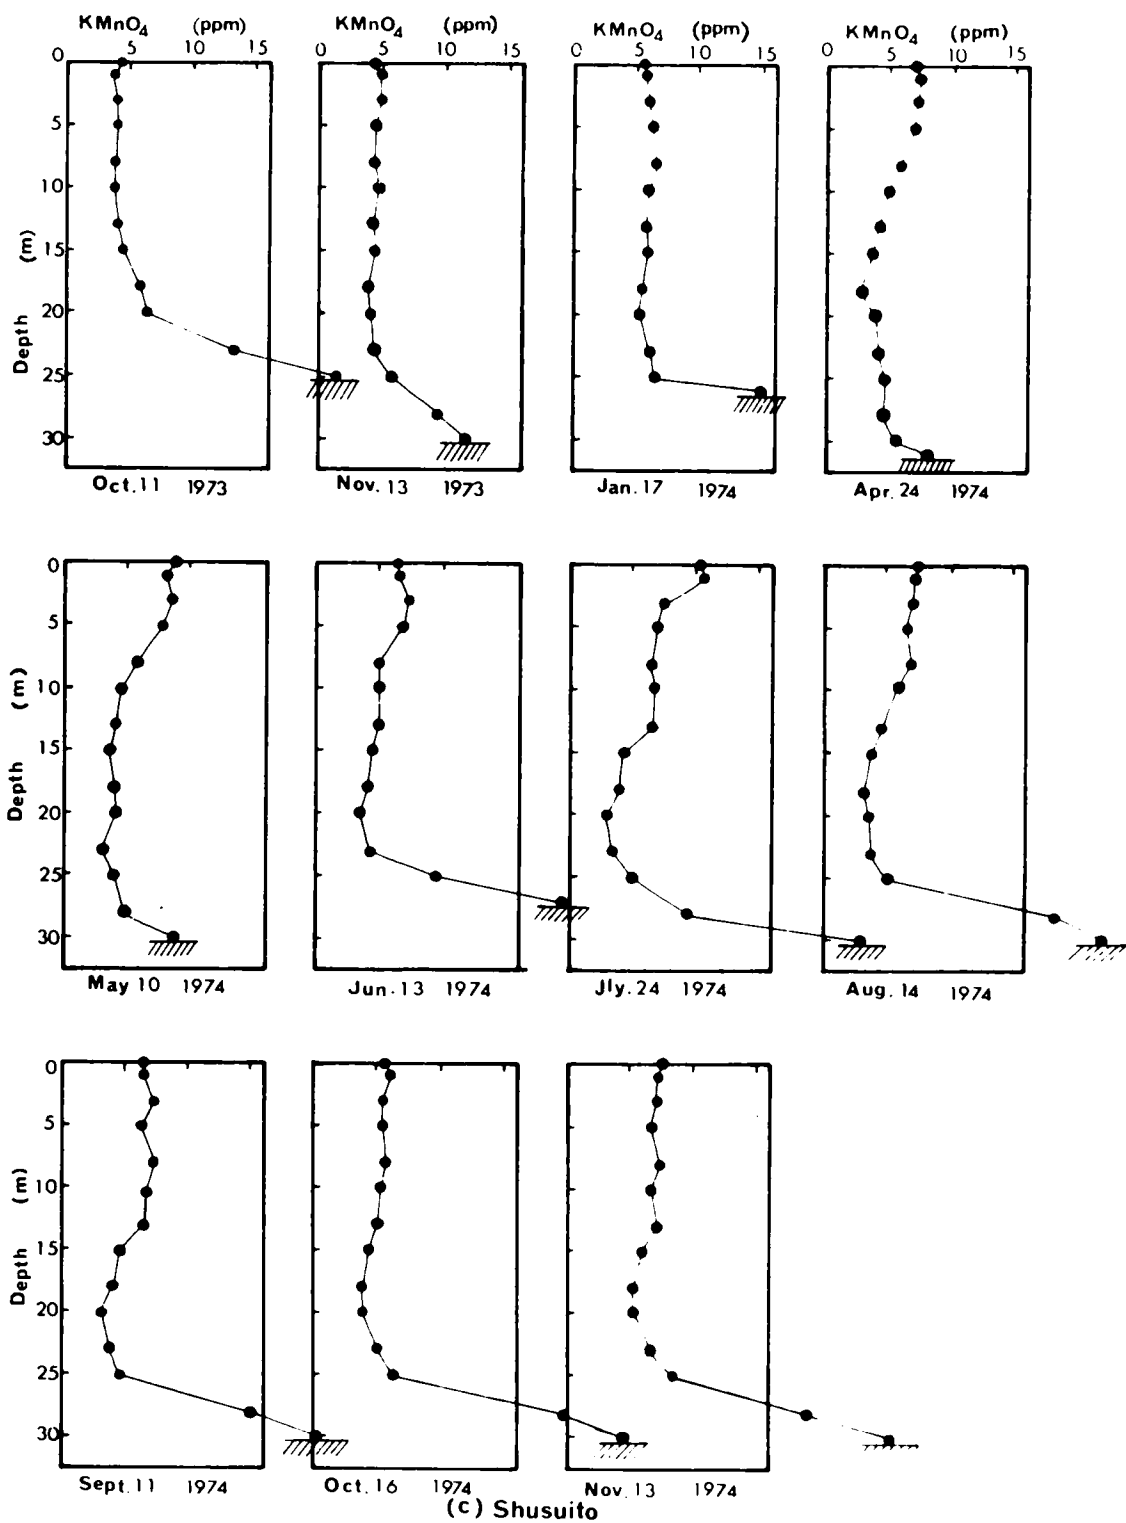 KMnO4 (ppm) KMnO4 (ppm) KMnO4 (ppm) KMnO4 (ppm)
0 5 10 15 0 5 10 15 0 5 10 15 0 5 10 15
0
5
10
15
20
25
30
Depth (m)
Oct.11 1973 Nov.13 1973 Jan.17 1974 Apr.24 1974
0
5
10
15
20
25
30
Depth (m)
May 10 1974 Jun.13 1974 Jly.24 1974 Aug.14 1974
0
5
10
15
20
25
30
Depth (m)
Sept.11 1974 Oct.16 1974 Nov.13 1974
(c) Shusuito